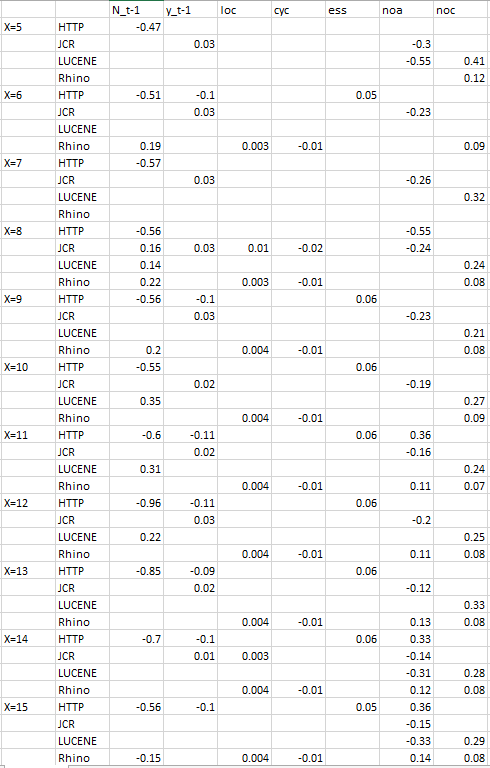 N_t-1 y_t-1 loc cyc ess noa noc
X=5 HTTP -0.47
JCR 0.03 -0.3
LUCENE -0.55 0.41
Rhino 0.12
X=6 HTTP -0.51 -0.1 0.05
JCR 0.03 -0.23
LUCENE
Rhino 0.19 0.003 -0.01 0.09
X=7 HTTP -0.57
JCR 0.03 -0.26
LUCENE 0.32
Rhino
X=8 HTTP -0.56 -0.55
JCR 0.16 0.03 0.01 -0.02 -0.24
LUCENE 0.14 0.24
Rhino 0.22 0.003 -0.01 0.08
X=9 HTTP -0.56 -0.1 0.06
JCR 0.03 -0.23
LUCENE 0.21
Rhino 0.2 0.004 -0.01 0.08
X=10 HTTP -0.55 0.06
JCR 0.02 -0.19
LUCENE 0.35 0.27
Rhino 0.004 -0.01 0.09
X=11 HTTP -0.6 -0.11 0.06 0.36
JCR 0.02 -0.16
LUCENE 0.31 0.24
Rhino 0.004 -0.01 0.11 0.07
X=12 HTTP -0.96 -0.11 0.06
JCR 0.03 -0.2
LUCENE 0.22 0.25
Rhino 0.004 -0.01 0.11 0.08
X=13 HTTP -0.85 -0.09 0.06
JCR 0.02 -0.12
LUCENE 0.33
Rhino 0.004 -0.01 0.13 0.08
X=14 HTTP -0.7 -0.1 0.06 0.33
JCR 0.01 0.003 -0.14
LUCENE -0.31 0.28
Rhino 0.004 -0.01 0.12 0.08
X=15 HTTP -0.56 -0.1 0.05 0.36
JCR -0.15
LUCENE -0.33 0.29
Rhino -0.15 0.004 -0.01 0.14 0.08